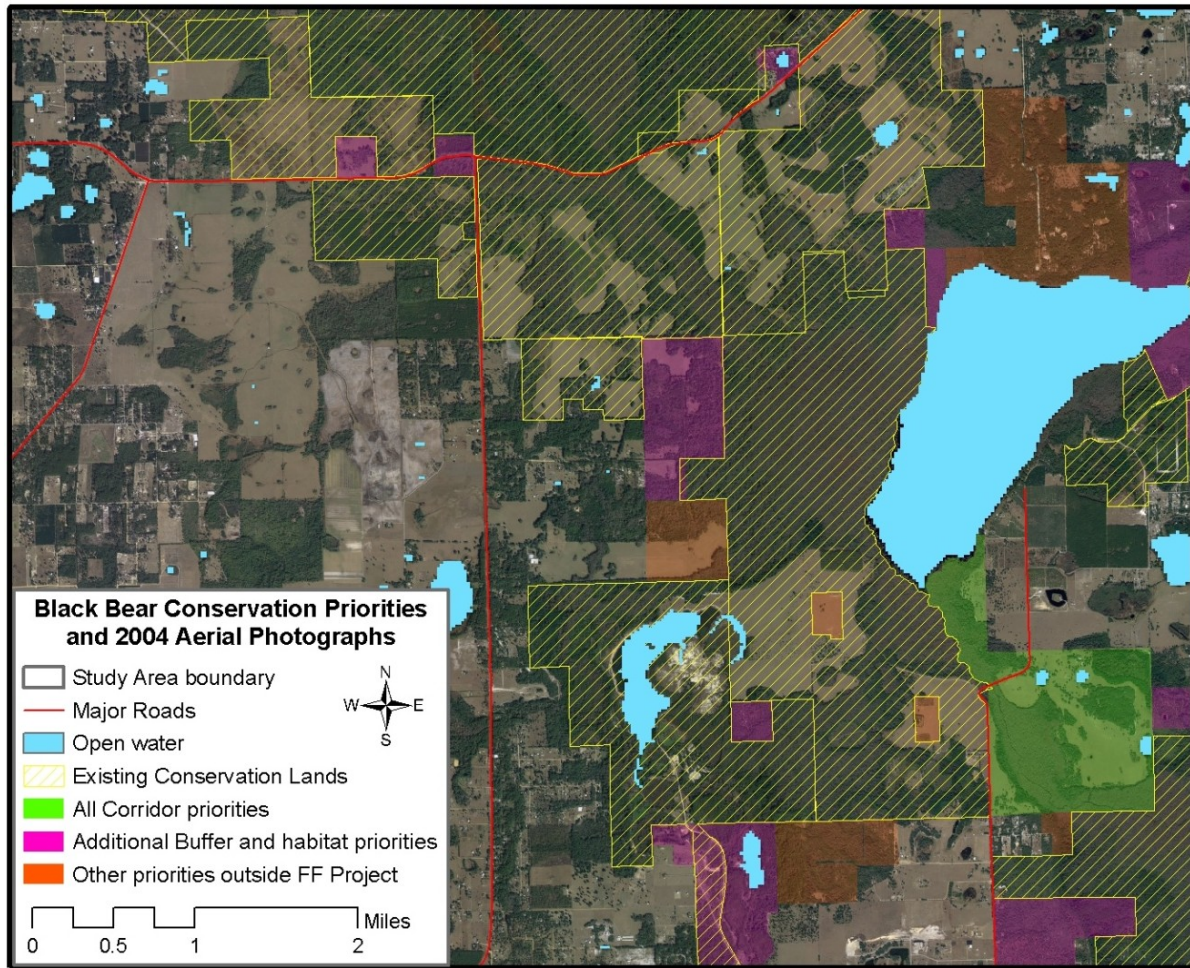 Black Bear Conservation Priorities
and 2004 Aerial Photographs
Study Area boundary
Major Roads
Open water
Existing Conservation Lands
All Corridor priorities
Additional Buffer and habitat priorities
Other priorities outside FF Project
N
W E
S
Miles
0 0.5 1 2